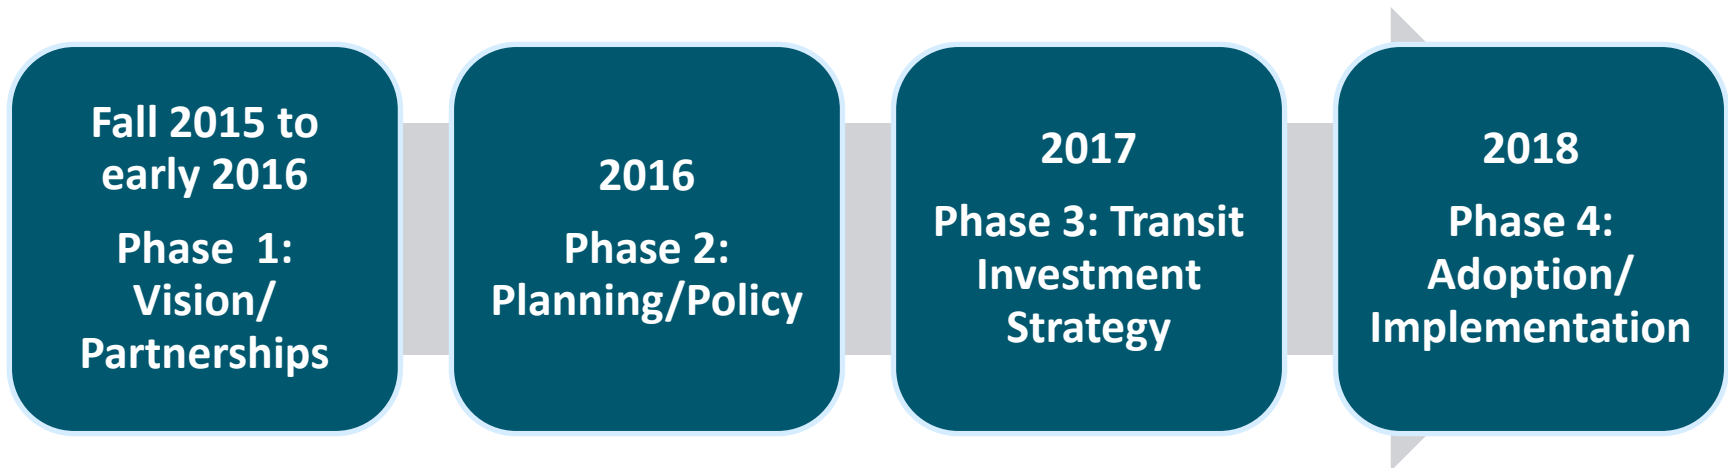 Fall 2015 to
early 2016
Phase 1:
Vision/
Partnerships
2016
Phase 2:
Planning/Policy
2017
Phase 3: Transit
Investment
Strategy
2018
Phase 4:
Adoption/
Implementation